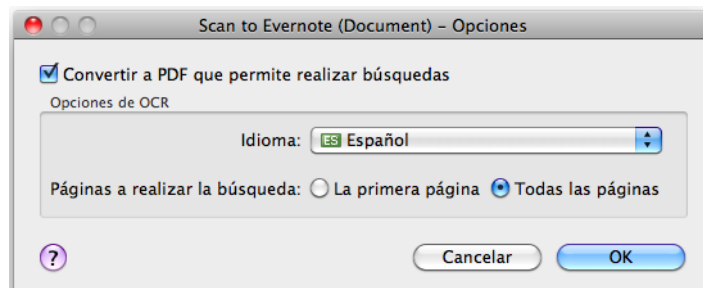 Scan to Evernote (Document) – Opciones
Convertir a PDF que permite realizar búsquedas
Opciones de OCR
Idioma: ES Español
Páginas a realizar la búsqueda: La primera página Todas las páginas
? Cancelar OK